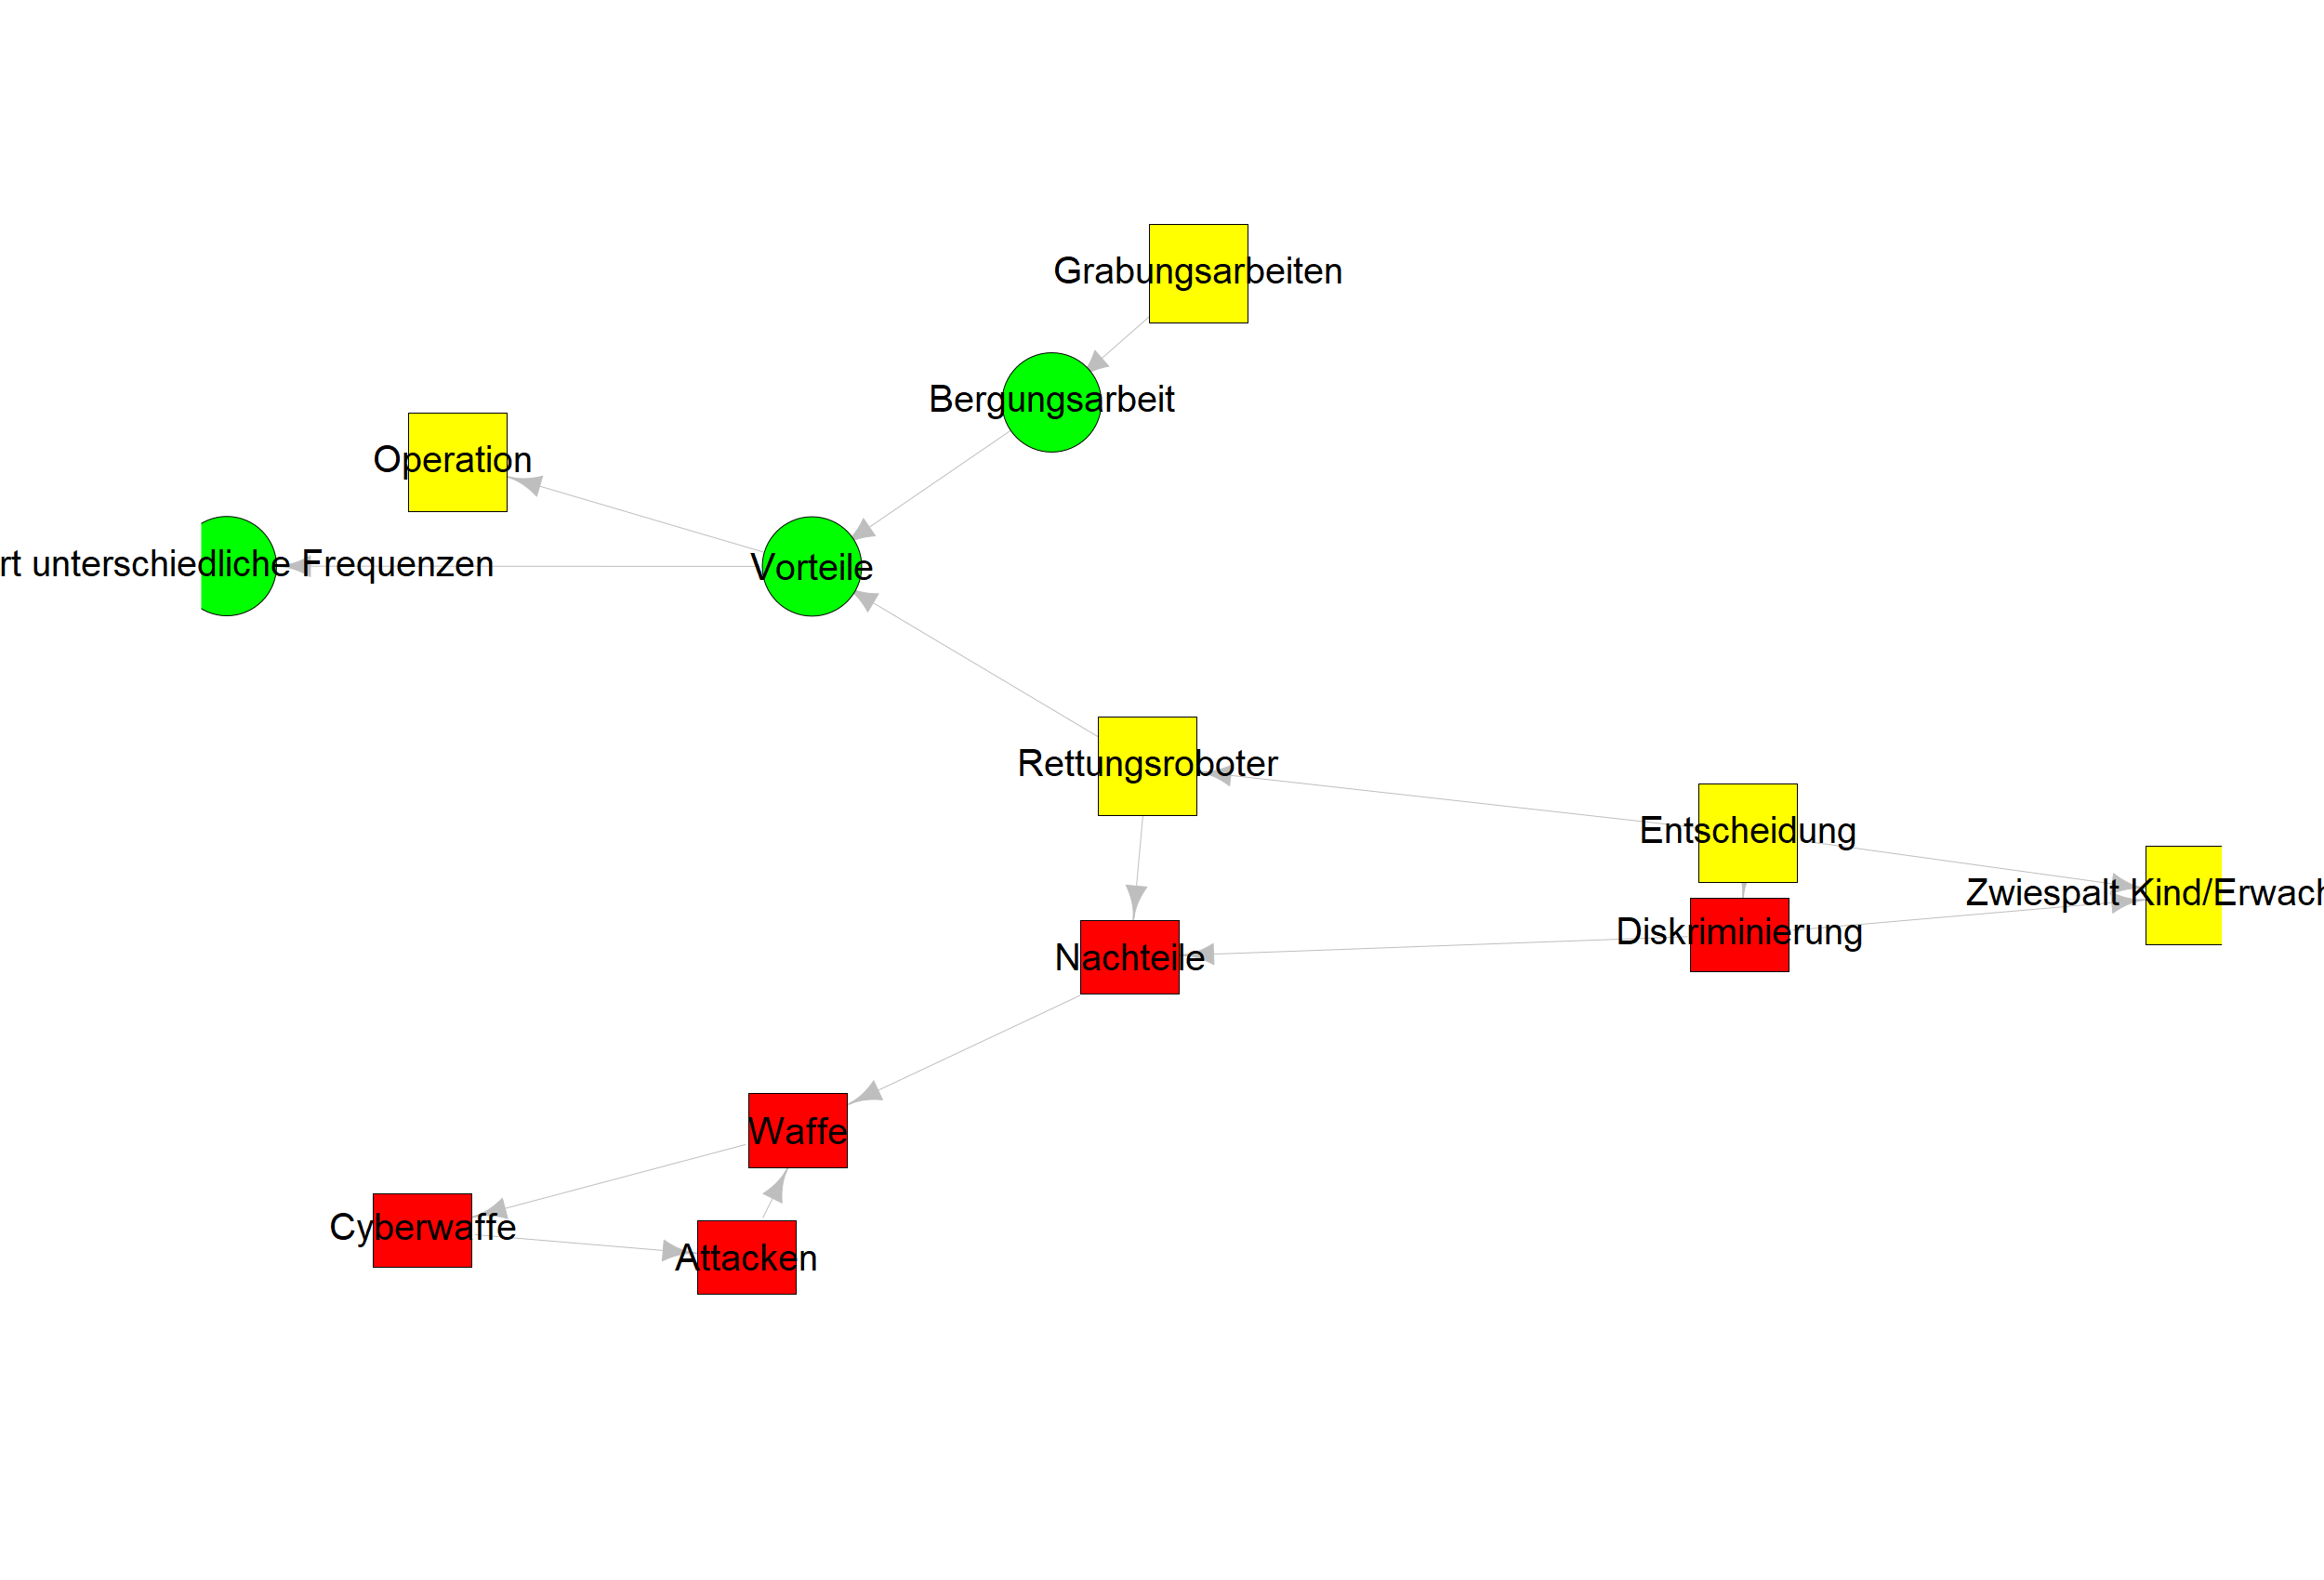 Grabungsarbeiten
Bergungsarbeit
Operation
rt unterschiedliche Frequenzen
Vorteile
Rettungsroboter
Entscheidung
Zwiespalt Kind/Erwach
Diskriminierung
Nachteile
Waffe
Cyberwaffe
Attacken